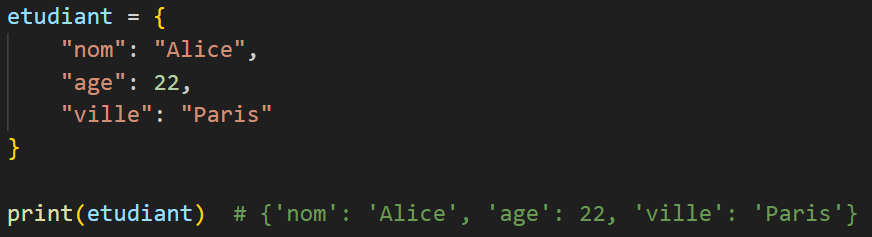 etudiant = {
    "nom": "Alice",
    "age": 22,
    "ville": "Paris"
}
print(etudiant)  # {'nom': 'Alice', 'age': 22, 'ville': 'Paris'}